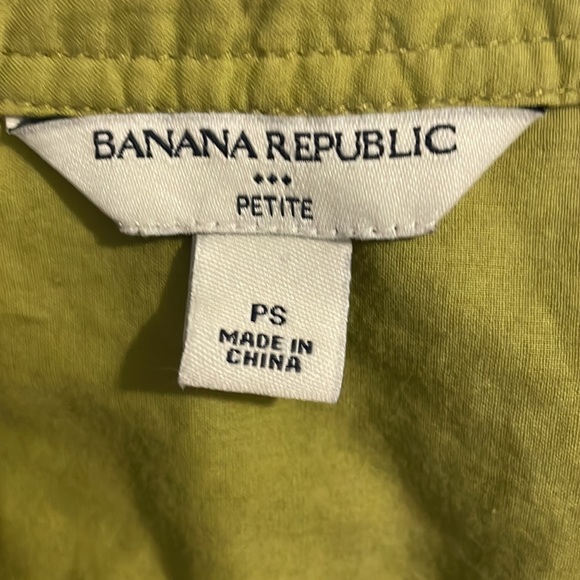 BANANA REPUBLIC
PETITE
PS
MADE IN
CHINA